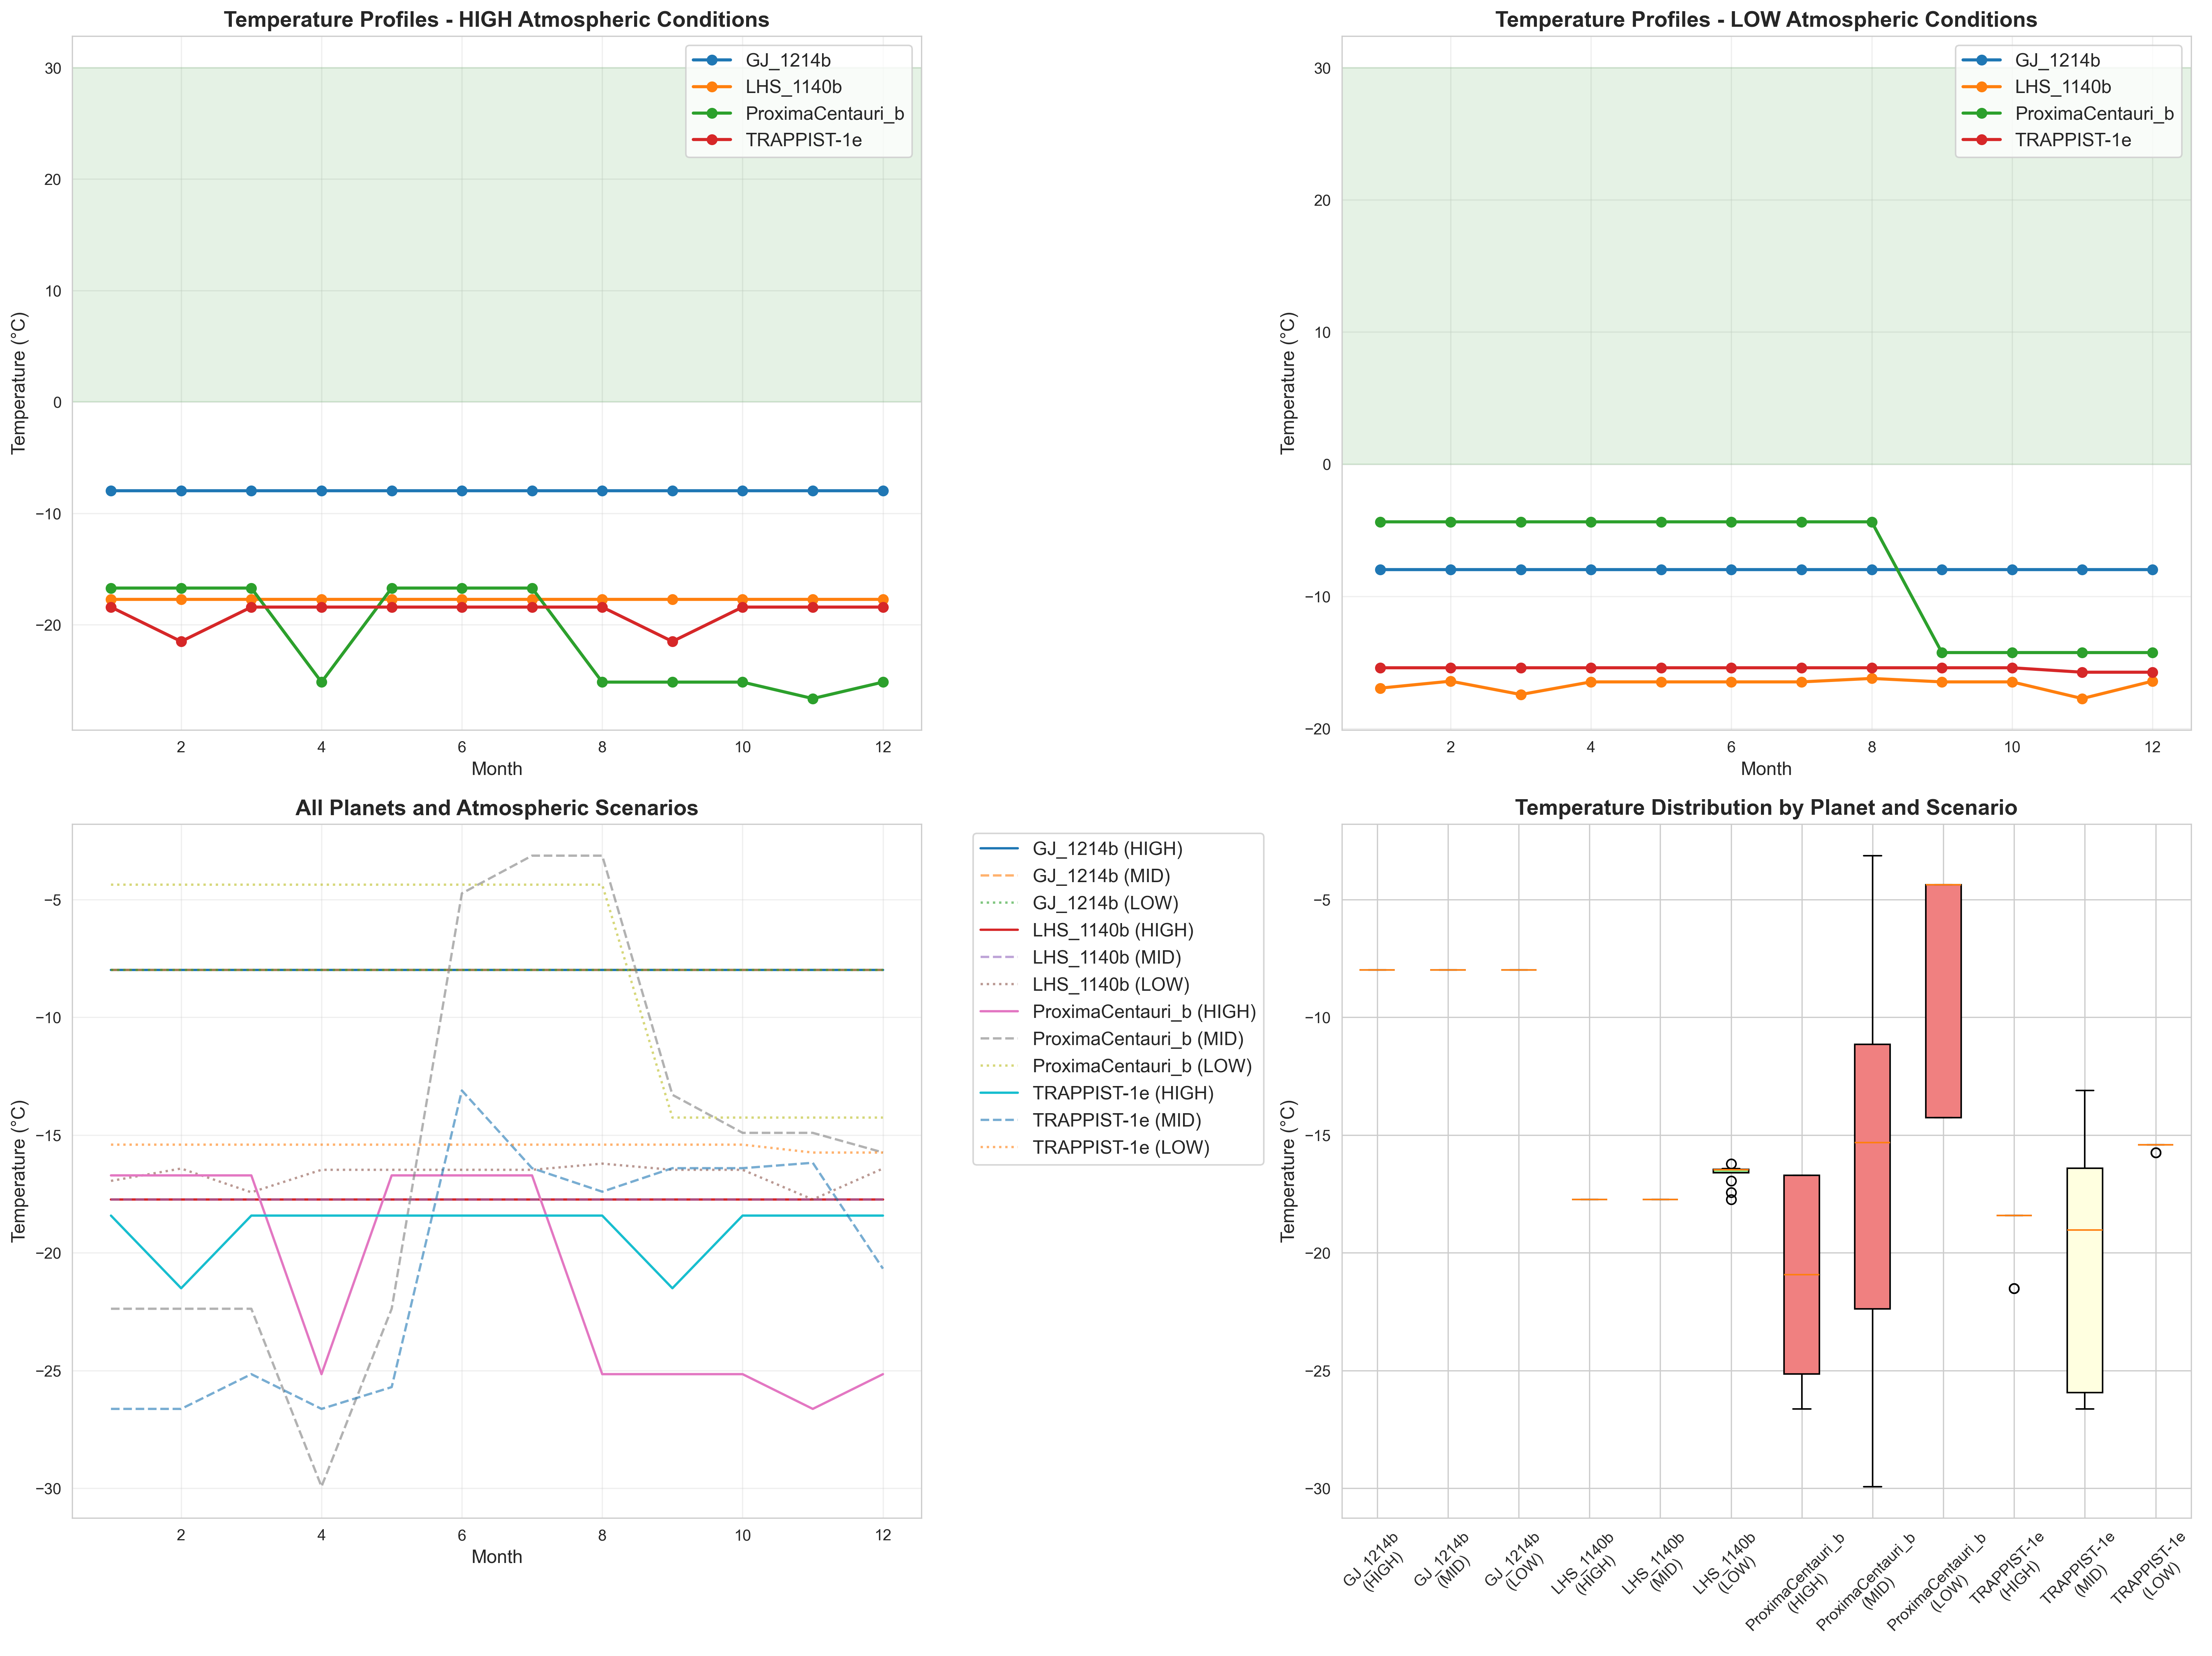 Temperature Profiles - HIGH Atmospheric Conditions
Temperature (°C)
30
20
10
0
−10
−20
2
4
6
8
10
12
Month
GJ_1214b
LHS_1140b
ProximaCentauri_b
TRAPPIST-1e
Temperature Profiles - LOW Atmospheric Conditions
Temperature (°C)
30
20
10
0
−10
−20
2
4
6
8
10
12
Month
GJ_1214b
LHS_1140b
ProximaCentauri_b
TRAPPIST-1e
All Planets and Atmospheric Scenarios
Temperature (°C)
−5
−10
−15
−20
−25
−30
2
4
6
8
10
12
Month
GJ_1214b (HIGH)
GJ_1214b (MID)
GJ_1214b (LOW)
LHS_1140b (HIGH)
LHS_1140b (MID)
LHS_1140b (LOW)
ProximaCentauri_b (HIGH)
ProximaCentauri_b (MID)
ProximaCentauri_b (LOW)
TRAPPIST-1e (HIGH)
TRAPPIST-1e (MID)
TRAPPIST-1e (LOW)
Temperature Distribution by Planet and Scenario
Temperature (°C)
−5
−10
−15
−20
−25
−30
GJ_1214b
(HIGH)
GJ_1214b
(MID)
GJ_1214b
(LOW)
LHS_1140b
(HIGH)
LHS_1140b
(MID)
LHS_1140b
(LOW)
ProximaCentauri_b
(HIGH)
ProximaCentauri_b
(MID)
ProximaCentauri_b
(LOW)
TRAPPIST-1e
(HIGH)
TRAPPIST-1e
(MID)
TRAPPIST-1e
(LOW)